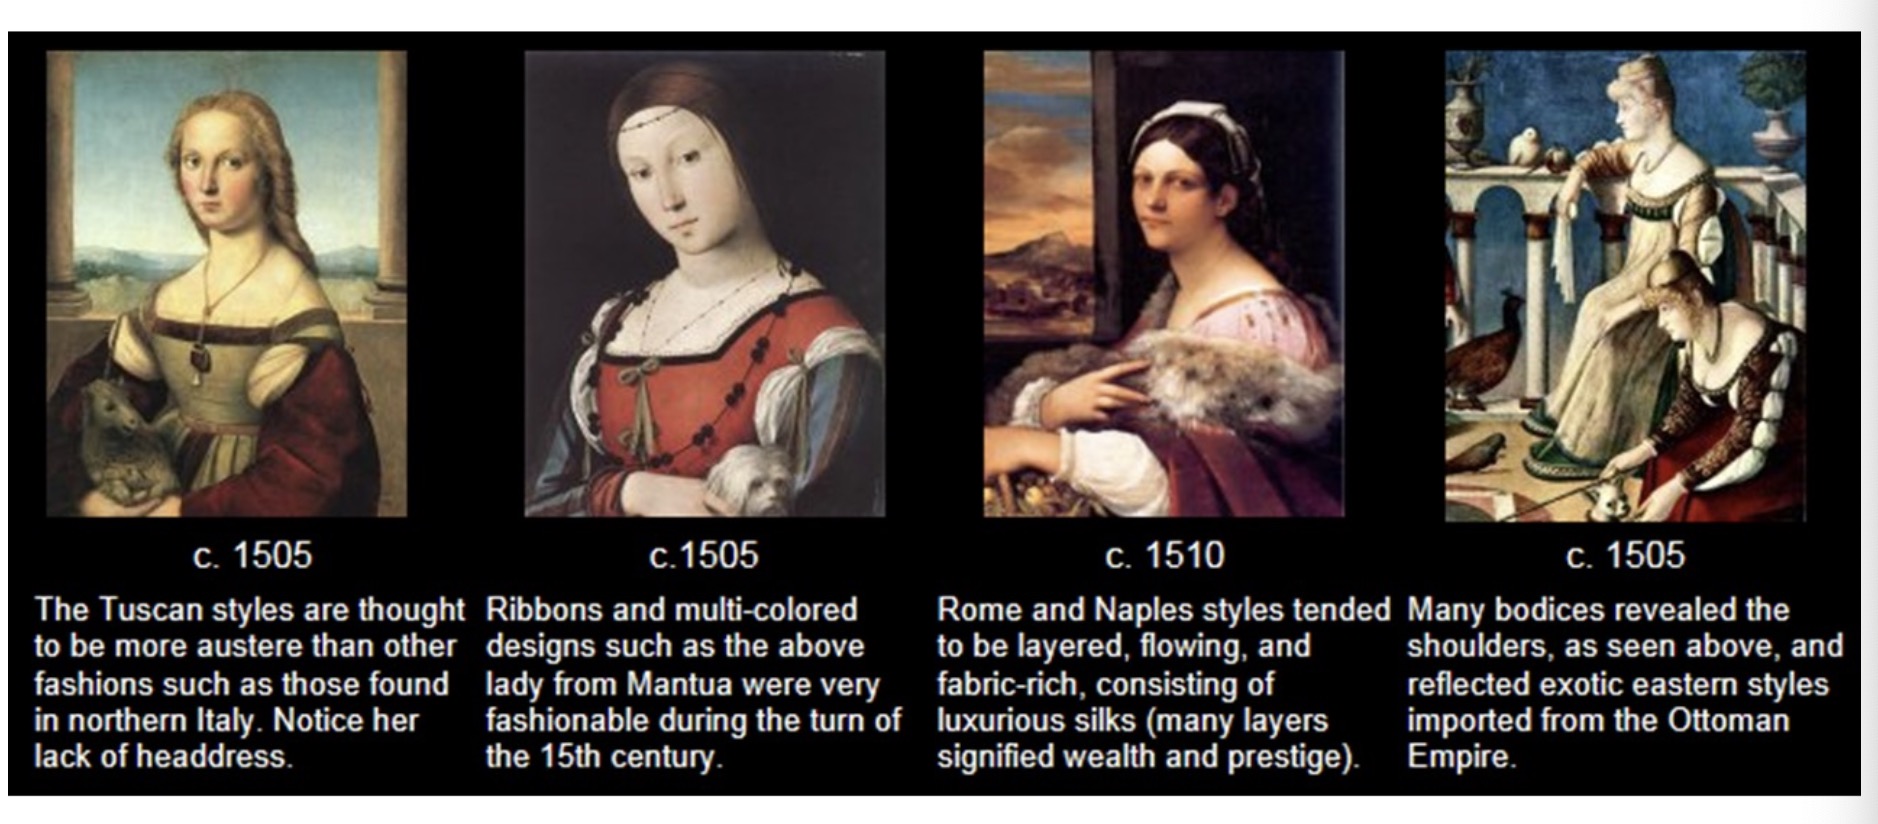 c. 1505
The Tuscan styles are thought
to be more austere than other
fashions such as those found
in northern Italy. Notice her
lack of headdress.
c.1505
Ribbons and multi-colored
designs such as the above
lady from Mantua were very
fashionable during the turn of
the 15th century.
c. 1510
Rome and Naples styles tended
to be layered, flowing, and
fabric-rich, consisting of
luxurious silks (many layers
signified wealth and prestige).
c. 1505
Many bodices revealed the
shoulders, as seen above, and
reflected exotic eastern styles
imported from the Ottoman
Empire.